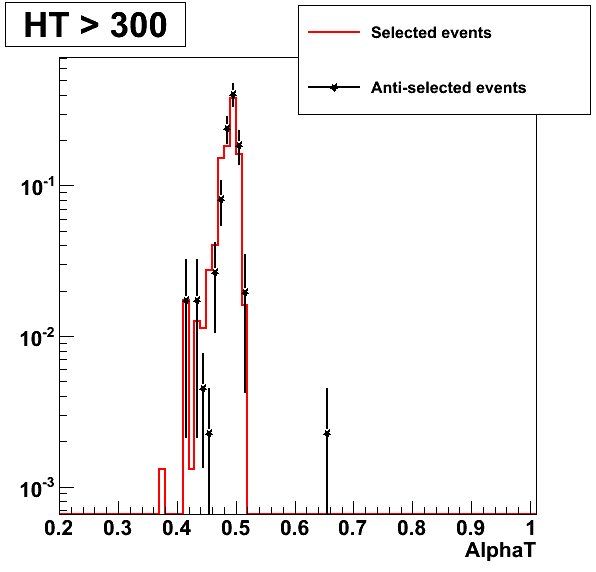 HT > 300
Selected events
Anti-selected events
10^-1
10^-2
10^-3
0.2 0.3 0.4 0.5 0.6 0.7 0.8 0.9 1
AlphaT